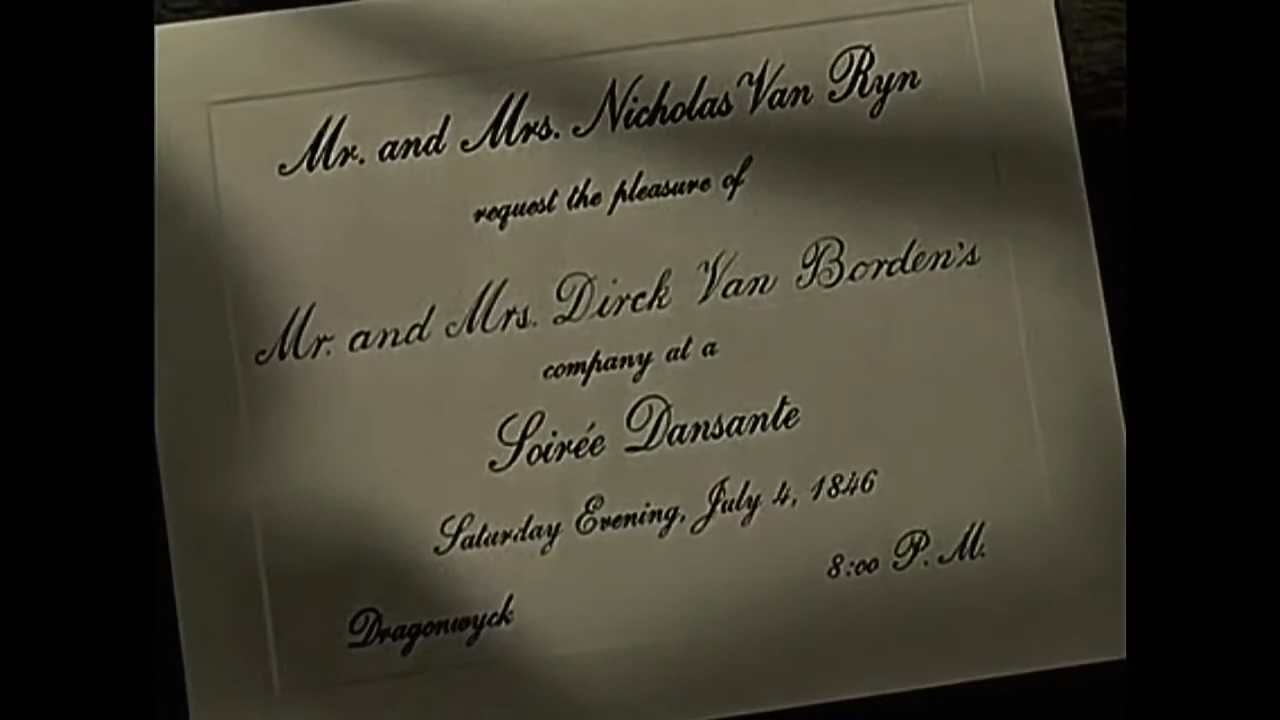 Mr. and Mrs. Nicholas Van Ryn
request the pleasure of
Mr. and Mrs. Dirck Van Borden's
company at a
Soirée Dansante
Saturday Evening, July 4, 1846
8:00 P. M.
Dragonwyck